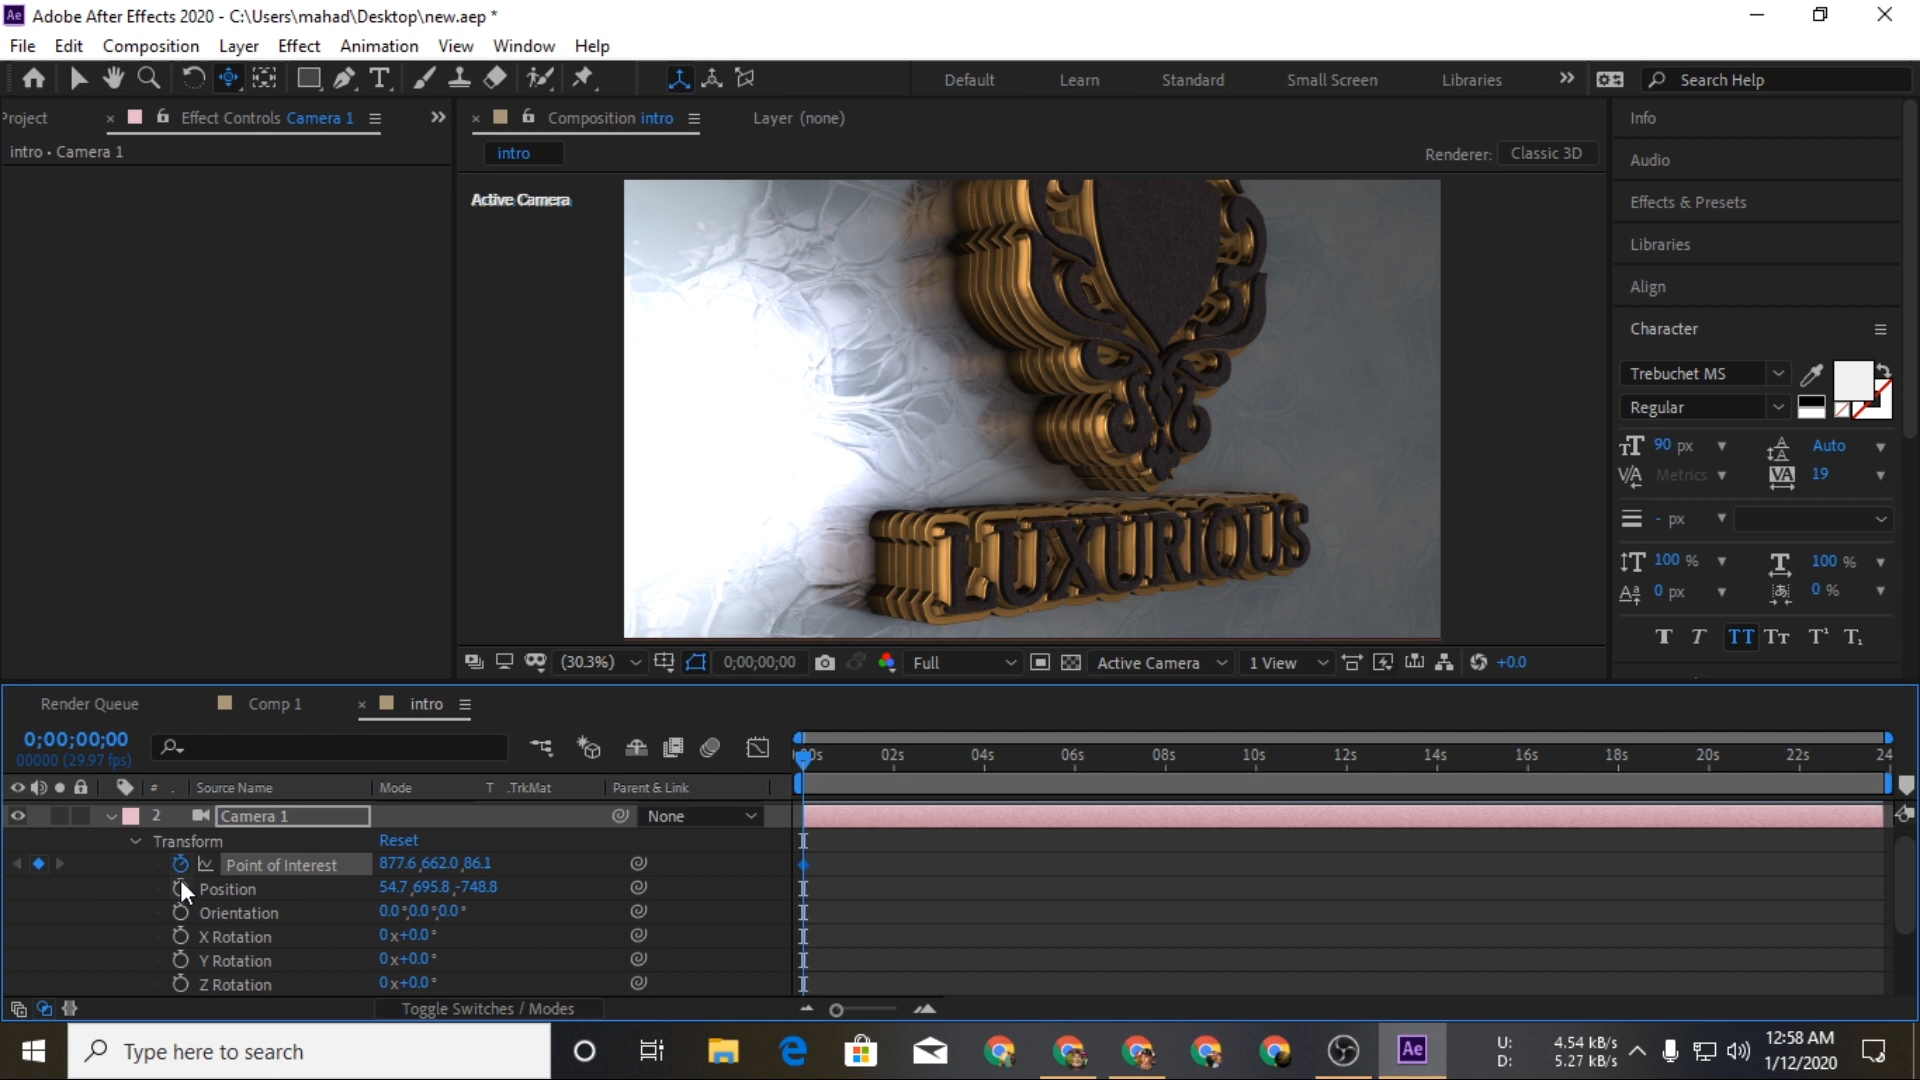 Ae Adobe After Effects 2020 - C:\Users\mahad\Desktop\new.aep *
File Edit Composition Layer Effect Animation View Window Help
Default Learn Standard Small Screen Libraries Search Help
Project Effect Controls Camera 1 Composition intro Layer (none) Info
intro • Camera 1 intro Renderer: Classic 3D
Audio
Active Camera
Effects & Presets
Libraries
Align
Character
Trebuchet MS
Regular
90 px Auto
Metrics 19
- px
100 % 100 %
0 px 0 %
LUXURIOUS
(30.3%) 0;00;00;00 Full Active Camera 1 View +0.0
Render Queue Comp 1 intro
0;00;00;00
00000 (29.97 fps)
02s 04s 06s 08s 10s 12s 14s 16s 18s 20s 22s 24
# . Source Name Mode T .TrkMat Parent & Link
2 Camera 1 None
Transform Reset
Point of Interest 877.6,662.0,86.1
Position 54.7,695.8,-748.8
Orientation 0.0°,0.0°,0.0°
X Rotation 0x+0.0°
Y Rotation 0x+0.0°
Z Rotation 0x+0.0°
Toggle Switches / Modes
Type here to search
Ae
U: 4.54 kB/s
D: 5.27 kB/s
12:58 AM
1/12/2020